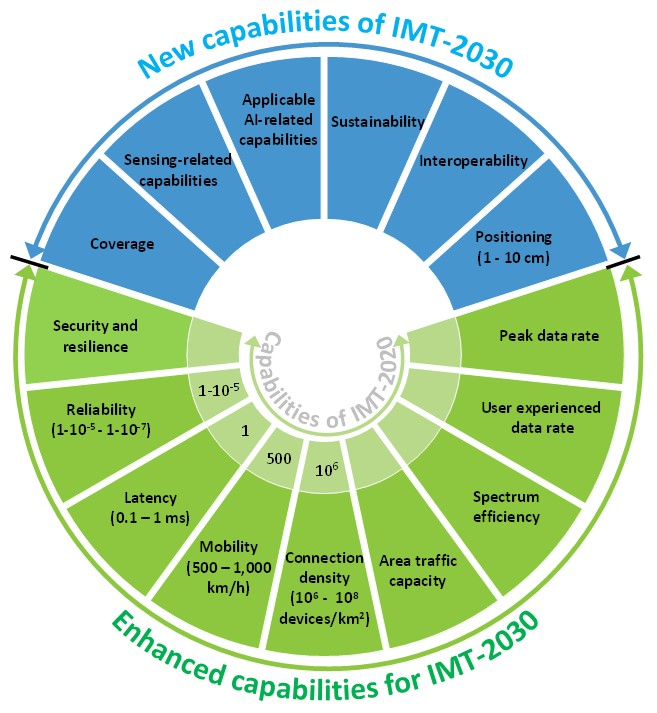 New capabilities of IMT-2030
Applicable
AI-related
capabilities
Sustainability
Sensing-related
capabilities
Interoperability
Coverage
Positioning
(1 - 10 cm)
Security and
resilience
Peak data rate
Capabilities of IMT-2020
1-10⁻⁵
1
500
10⁶
Reliability
(1-10⁻⁵ - 1-10⁻⁷)
User experienced
data rate
Latency
(0.1 – 1 ms)
Spectrum
efficiency
Mobility
(500 – 1,000
km/h)
Connection
density
(10⁶ - 10⁸
devices/km²)
Area traffic
capacity
Enhanced capabilities for IMT-2030